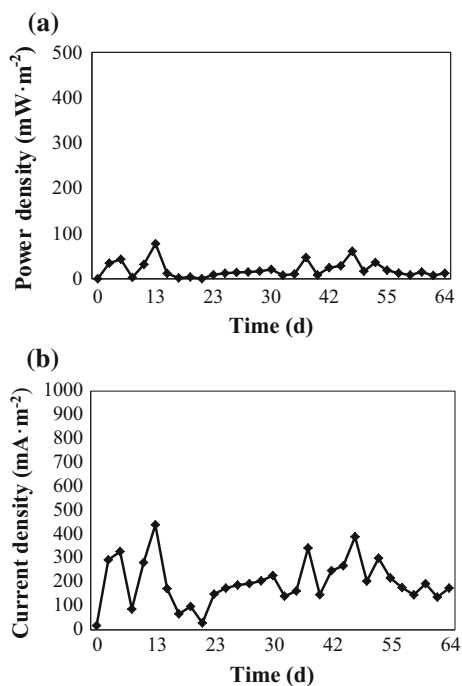 (a)
Power density (mW·m-2)
500
400
300
200
100
0
0 13 23 30 42 55 64
Time (d)
(b)
Current density (mA·m-2)
1000
900
800
700
600
500
400
300
200
100
0
0 13 23 30 42 55 64
Time (d)